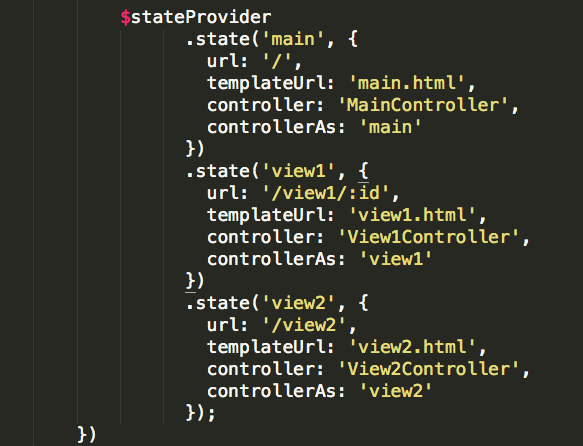 $stateProvider
.state('main', {
url: '/',
templateUrl: 'main.html',
controller: 'MainController',
controllerAs: 'main'
})
.state('view1', {
url: '/view1/:id',
templateUrl: 'view1.html',
controller: 'View1Controller',
controllerAs: 'view1'
})
.state('view2', {
url: '/view2',
templateUrl: 'view2.html',
controller: 'View2Controller',
controllerAs: 'view2'
});
})